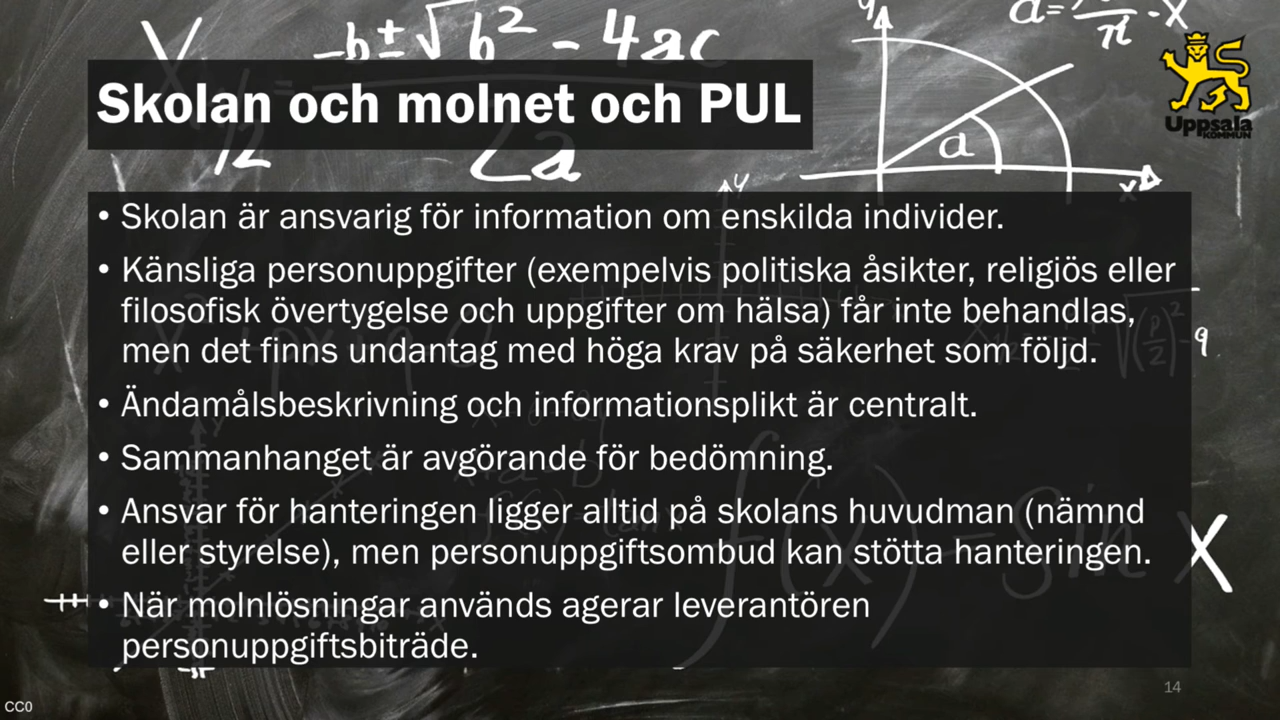 -b±√b² - 4ac
2a
a
y
x
Skolan och molnet och PUL
Uppsala
KOMMUN
• Skolan är ansvarig för information om enskilda individer.
• Känsliga personuppgifter (exempelvis politiska åsikter, religiös eller
filosofisk övertygelse och uppgifter om hälsa) får inte behandlas,
men det finns undantag med höga krav på säkerhet som följd.
• Ändamålsbeskrivning och informationsplikt är centralt.
• Sammanhanget är avgörande för bedömning.
• Ansvar för hanteringen ligger alltid på skolans huvudman (nämnd
eller styrelse), men personuppgiftsombud kan stötta hanteringen.
• När molnlösningar används agerar leverantören
personuppgiftsbiträde.
14
CC0